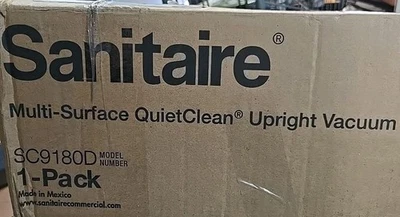 Sanitaire®
Multi-Surface QuietClean® Upright Vacuum
SC9180D MODEL NUMBER
1-Pack
Made in Mexico
www.sanitairecommercial.com